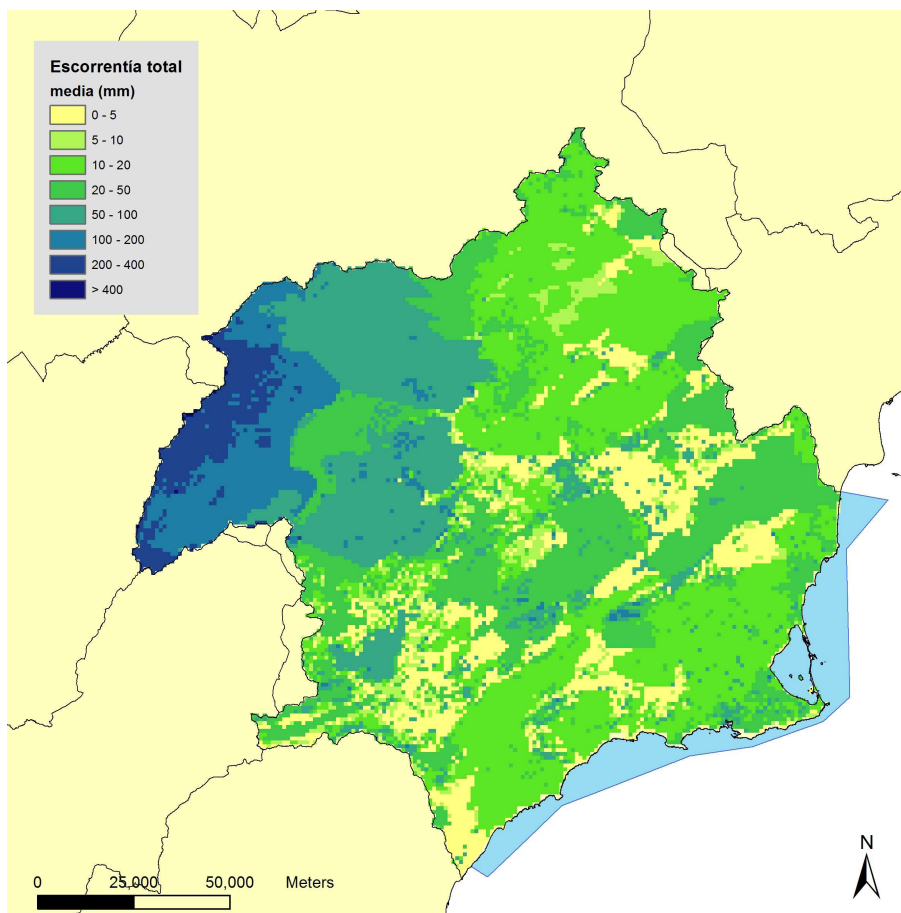 Escorrentía total
media (mm)
0 - 5
5 - 10
10 - 20
20 - 50
50 - 100
100 - 200
200 - 400
> 400
N
0 25,000 50,000 Meters